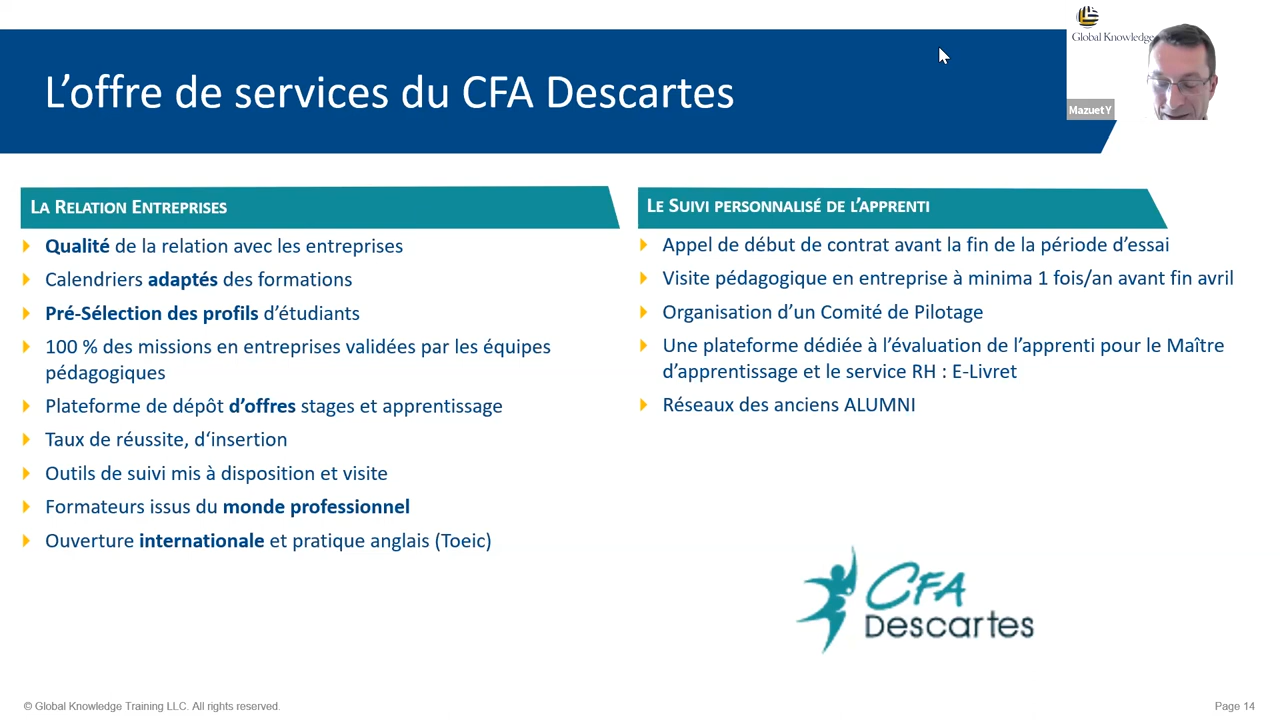 Global Knowledge
MazuetY
L'offre de services du CFA Descartes
LA RELATION ENTREPRISES
Qualité de la relation avec les entreprises
Calendriers adaptés des formations
Pré-Sélection des profils d'étudiants
100 % des missions en entreprises validées par les équipes
pédagogiques
Plateforme de dépôt d'offres stages et apprentissage
Taux de réussite, d'insertion
Outils de suivi mis à disposition et visite
Formateurs issus du monde professionnel
Ouverture internationale et pratique anglais (Toeic)
LE SUIVI PERSONNALISÉ DE L'APPRENTI
Appel de début de contrat avant la fin de la période d'essai
Visite pédagogique en entreprise à minima 1 fois/an avant fin avril
Organisation d'un Comité de Pilotage
Une plateforme dédiée à l'évaluation de l'apprenti pour le Maître
d'apprentissage et le service RH : E-Livret
Réseaux des anciens ALUMNI
CFA
Descartes
© Global Knowledge Training LLC. All rights reserved.
Page 14